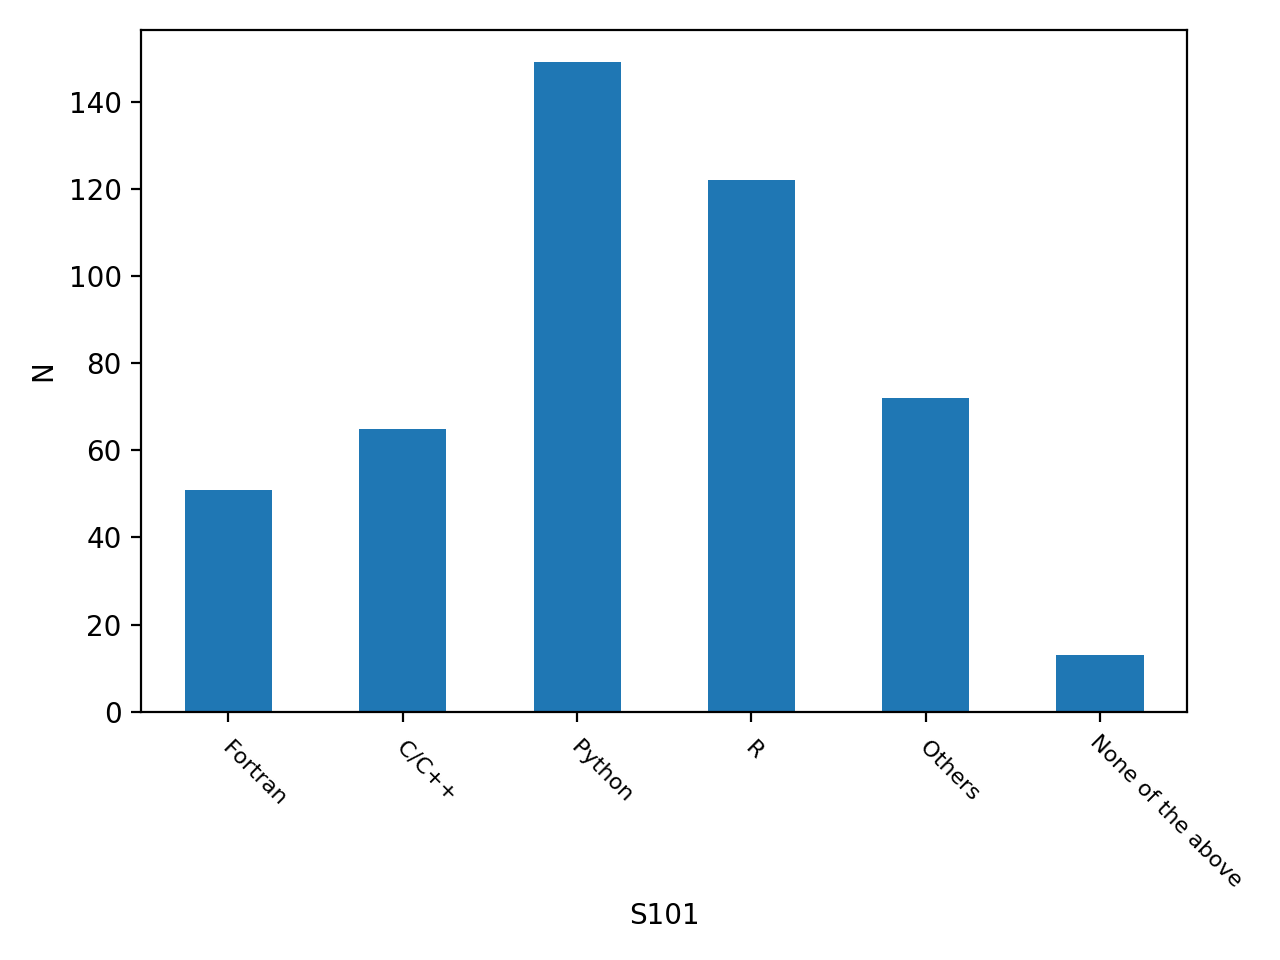 140
120
100
80
60
40
20
0
N
Fortran
C/C++
Python
R
Others
None of the above
S101